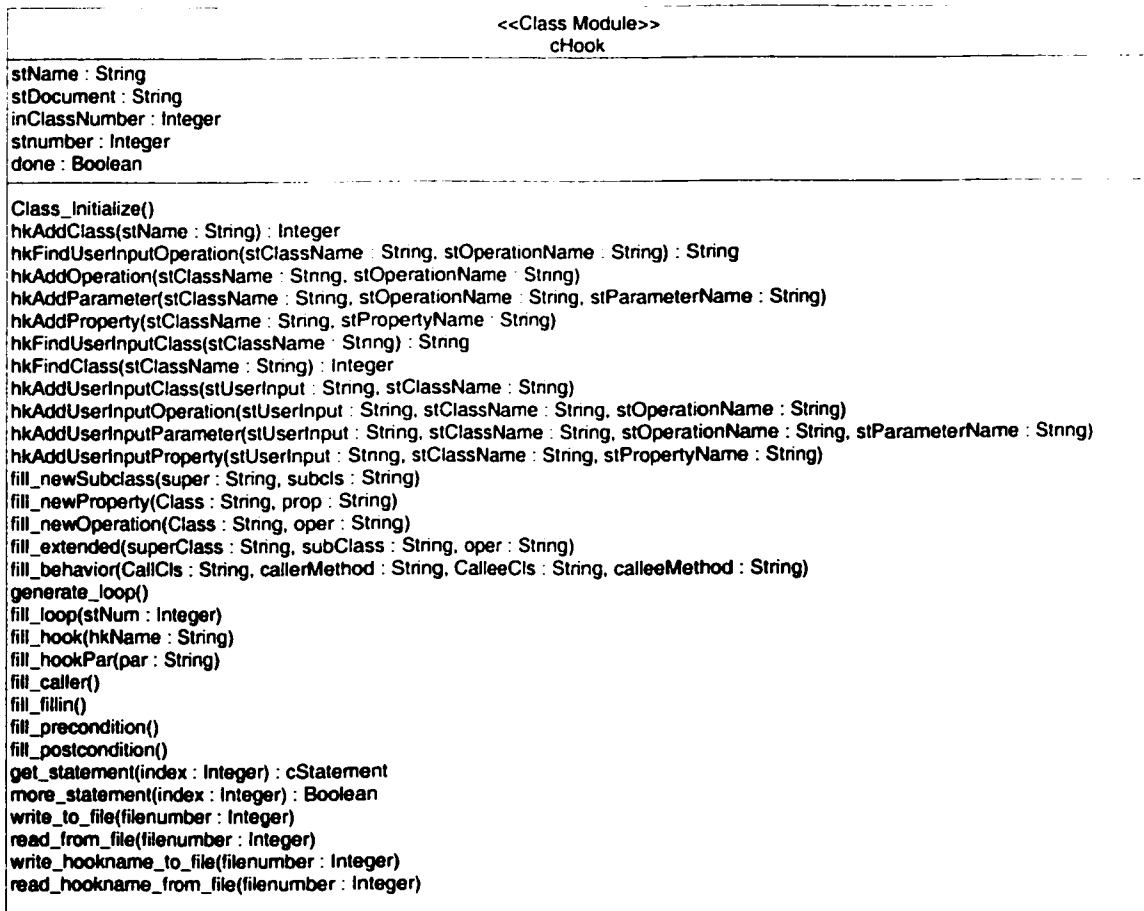 <<Class Module>>
cHook
stName : String
stDocument : String
inClassNumber : Integer
stnumber : Integer
done : Boolean
Class_Initialize()
hkAddClass(stName : String) : Integer
hkFindUserInputOperation(stClassName : String, stOperationName : String) : String
hkAddOperation(stClassName : String, stOperationName : String)
hkAddParameter(stClassName : String, stOperationName : String, stParameterName : String)
hkAddProperty(stClassName : String, stPropertyName : String)
hkFindUserInputClass(stClassName : String) : String
hkFindClass(stClassName : String) : Integer
hkAddUserInputClass(stUserInput : String, stClassName : String)
hkAddUserInputOperation(stUserInput : String, stClassName : String, stOperationName : String)
hkAddUserInputParameter(stUserInput : String, stClassName : String, stOperationName : String, stParameterName : String)
hkAddUserInputProperty(stUserInput : String, stClassName : String, stPropertyName : String)
fill_newSubclass(super : String, subcls : String)
fill_newProperty(Class : String, prop : String)
fill_newOperation(Class : String, oper : String)
fill_extended(superClass : String, subClass : String, oper : String)
fill_behavior(CallCls : String, callerMethod : String, CalleeCls : String, calleeMethod : String)
generate_loop()
fill_loop(stNum : Integer)
fill_hook(hkName : String)
fill_hookPar(par : String)
fill_caller()
fill_fillin()
fill_precondition()
fill_postcondition()
get_statement(index : Integer) : cStatement
more_statement(index : Integer) : Boolean
write_to_file(filenumber : Integer)
read_from_file(filenumber : Integer)
write_hookname_to_file(filenumber : Integer)
read_hookname_from_file(filenumber : Integer)